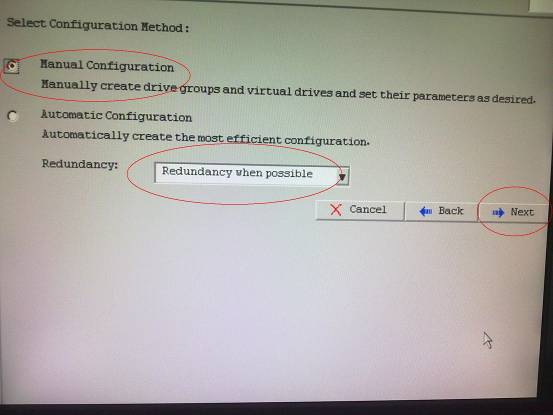 Select Configuration Method:
Manual Configuration
Manually create drive groups and virtual drives and set their parameters as desired.
Automatic Configuration
Automatically create the most efficient configuration.
Redundancy: Redundancy when possible
Cancel Back Next